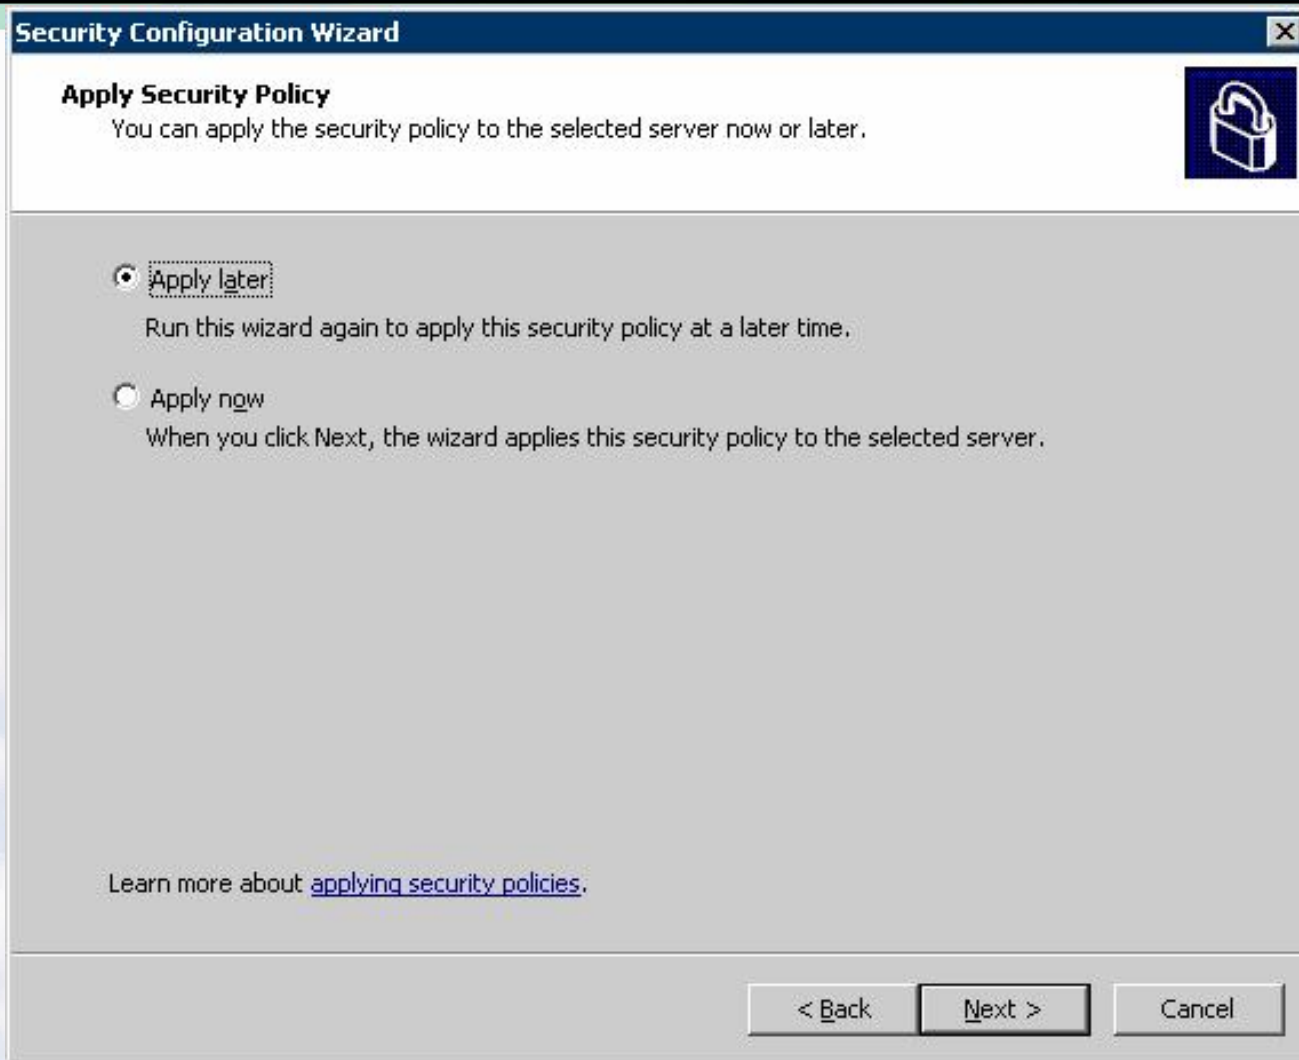 Security Configuration Wizard
Apply Security Policy
You can apply the security policy to the selected server now or later.
Apply later
Run this wizard again to apply this security policy at a later time.
Apply now
When you click Next, the wizard applies this security policy to the selected server.
Learn more about applying security policies.
< Back
Next >
Cancel